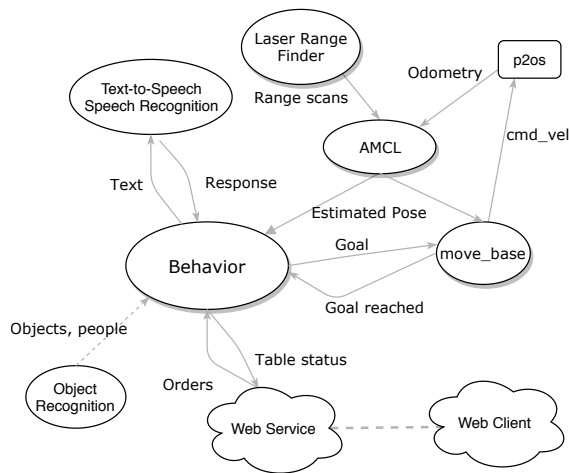 Laser Range
Finder
p2os
Text-to-Speech
Speech Recognition
Odometry
Range scans
AMCL
cmd_vel
Text
Response
Estimated Pose
Behavior
Goal
move_base
Goal reached
Objects, people
Table status
Orders
Object
Recognition
Web Service
Web Client